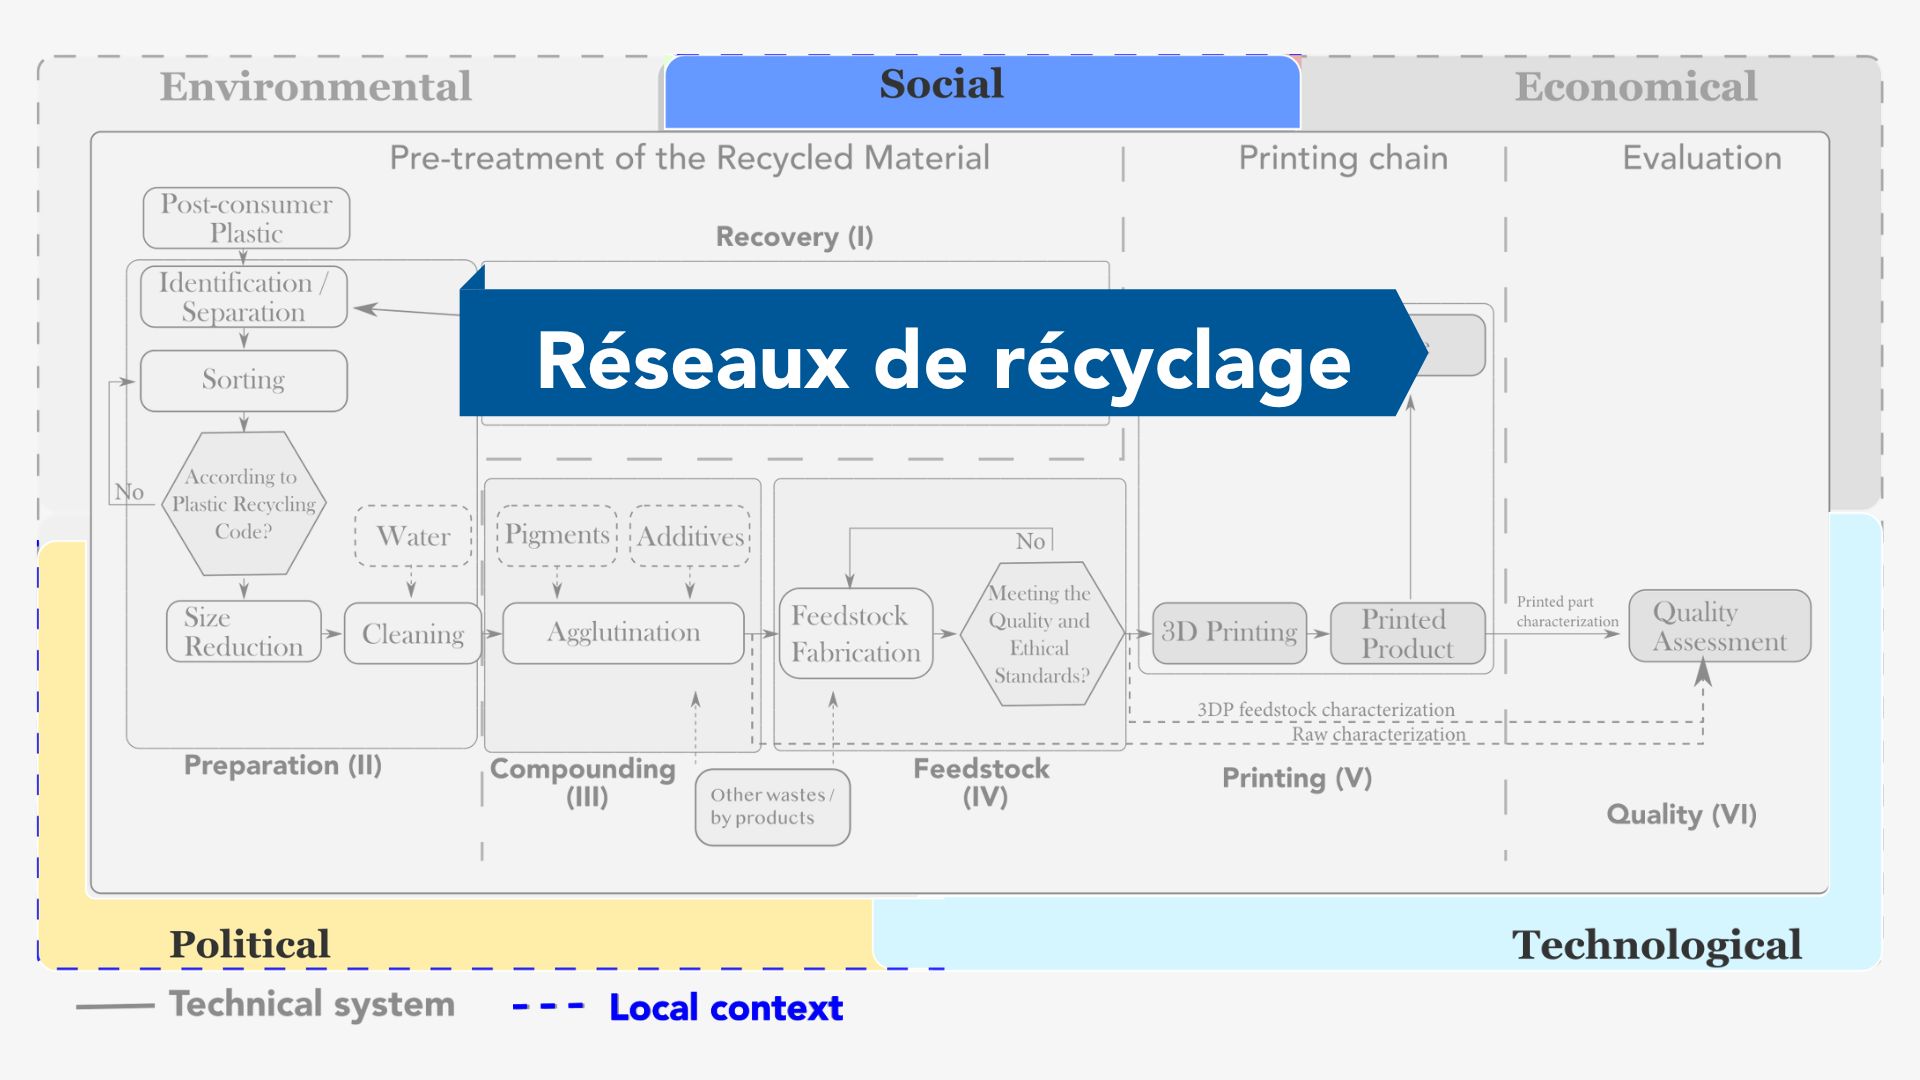 Environmental
Social
Economical
Pre-treatment of the Recycled Material
Printing chain
Evaluation
Post-consumer
Plastic
Recovery (I)
Identification /
Separation
Réseaux de récyclage
Sorting
According to
Plastic Recycling
Code?
No
Water
Pigments
Additives
No
Size
Reduction
Cleaning
Agglutination
Feedstock
Fabrication
Meeting the
Quality and
Ethical
Standards?
3D Printing
Printed
Product
Printed part
characterization
Quality
Assessment
3DP feedstock characterization
Raw characterization
Preparation (II)
Compounding
(III)
Other wastes /
by products
Feedstock
(IV)
Printing (V)
Quality (VI)
Political
Technological
Technical system
Local context